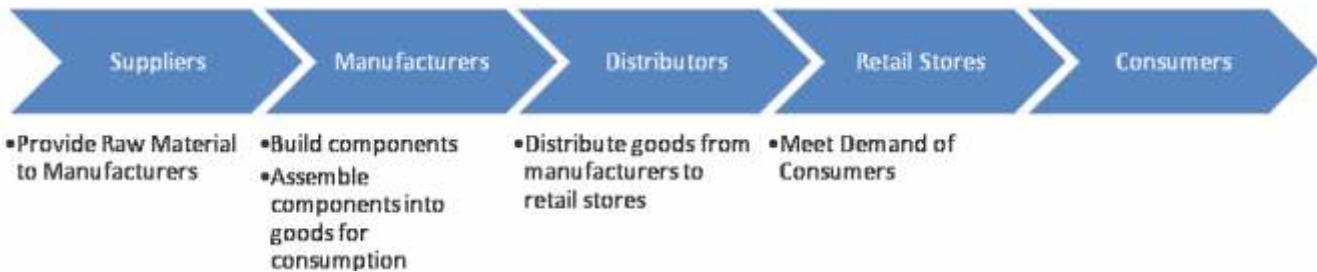 Suppliers
Manufacturers
Distributors
Retail Stores
Consumers
•Provide Raw Material
to Manufacturers
•Build components
•Assemble
components into
goods for
consumption
•Distribute goods from
manufacturers to
retail stores
•Meet Demand of
Consumers